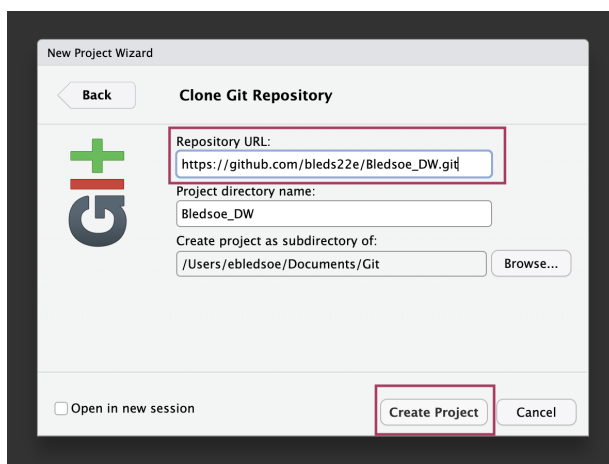 New Project Wizard
Back
Clone Git Repository
Repository URL:
https://github.com/bleds22e/Bledsoe_DW.git
Project directory name:
Bledsoe_DW
Create project as subdirectory of:
/Users/ebledsoe/Documents/Git
Browse...
GIt
Open in new session
Create Project
Cancel